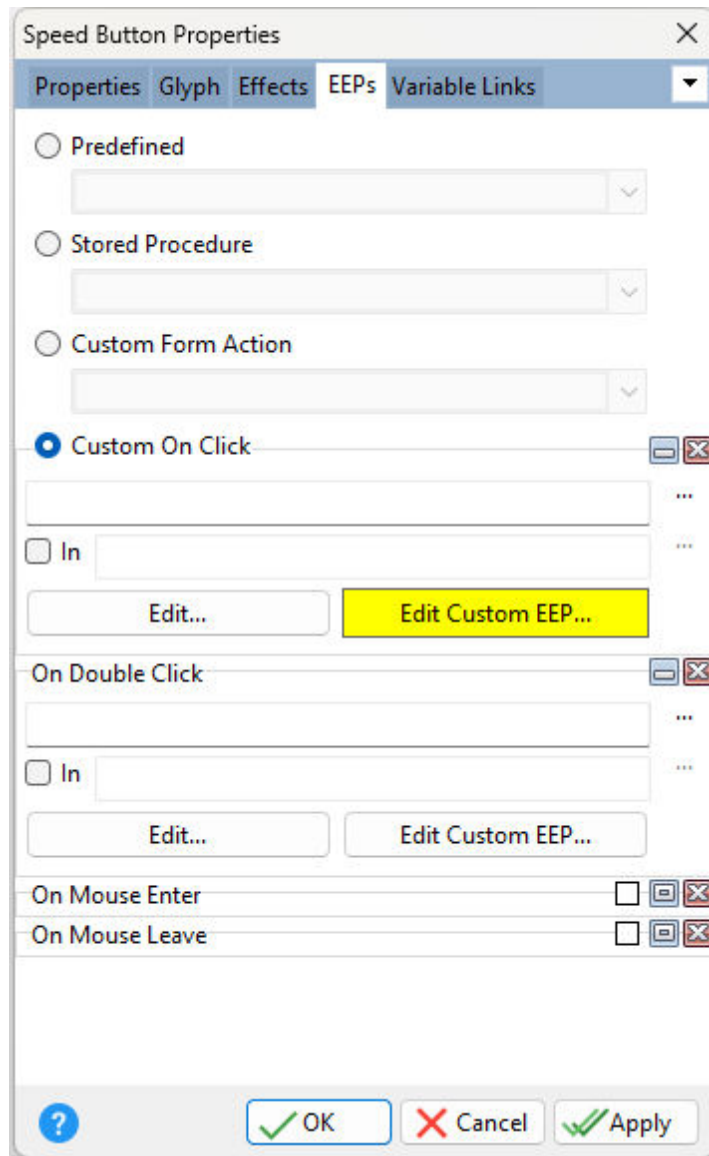 Speed Button Properties
Properties Glyph Effects EEPs Variable Links
Predefined
Stored Procedure
Custom Form Action
Custom On Click
...
In ...
Edit... Edit Custom EEP...
On Double Click
...
In ...
Edit... Edit Custom EEP...
On Mouse Enter
On Mouse Leave
? OK Cancel Apply